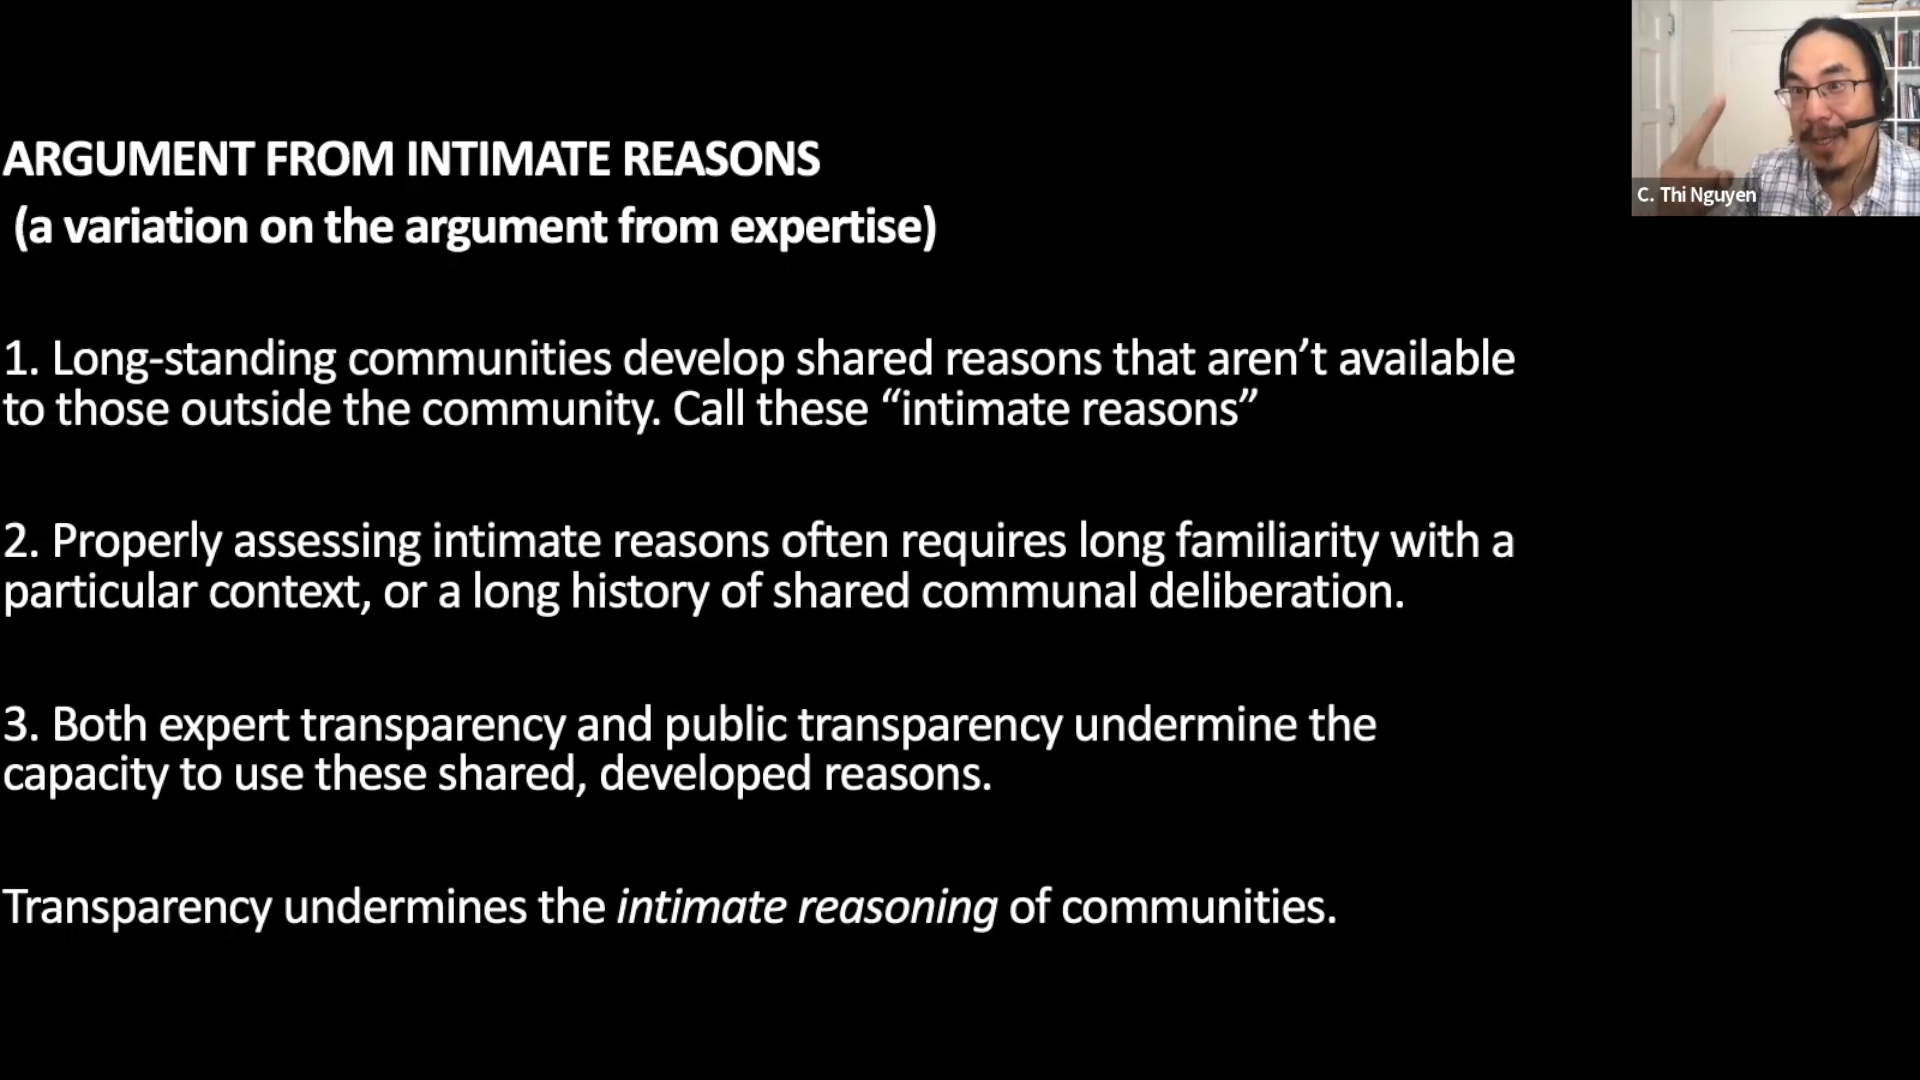 ARGUMENT FROM INTIMATE REASONS
(a variation on the argument from expertise)
1. Long-standing communities develop shared reasons that aren’t available
to those outside the community. Call these “intimate reasons”
2. Properly assessing intimate reasons often requires long familiarity with a
particular context, or a long history of shared communal deliberation.
3. Both expert transparency and public transparency undermine the
capacity to use these shared, developed reasons.
Transparency undermines the intimate reasoning of communities.
C. Thi Nguyen